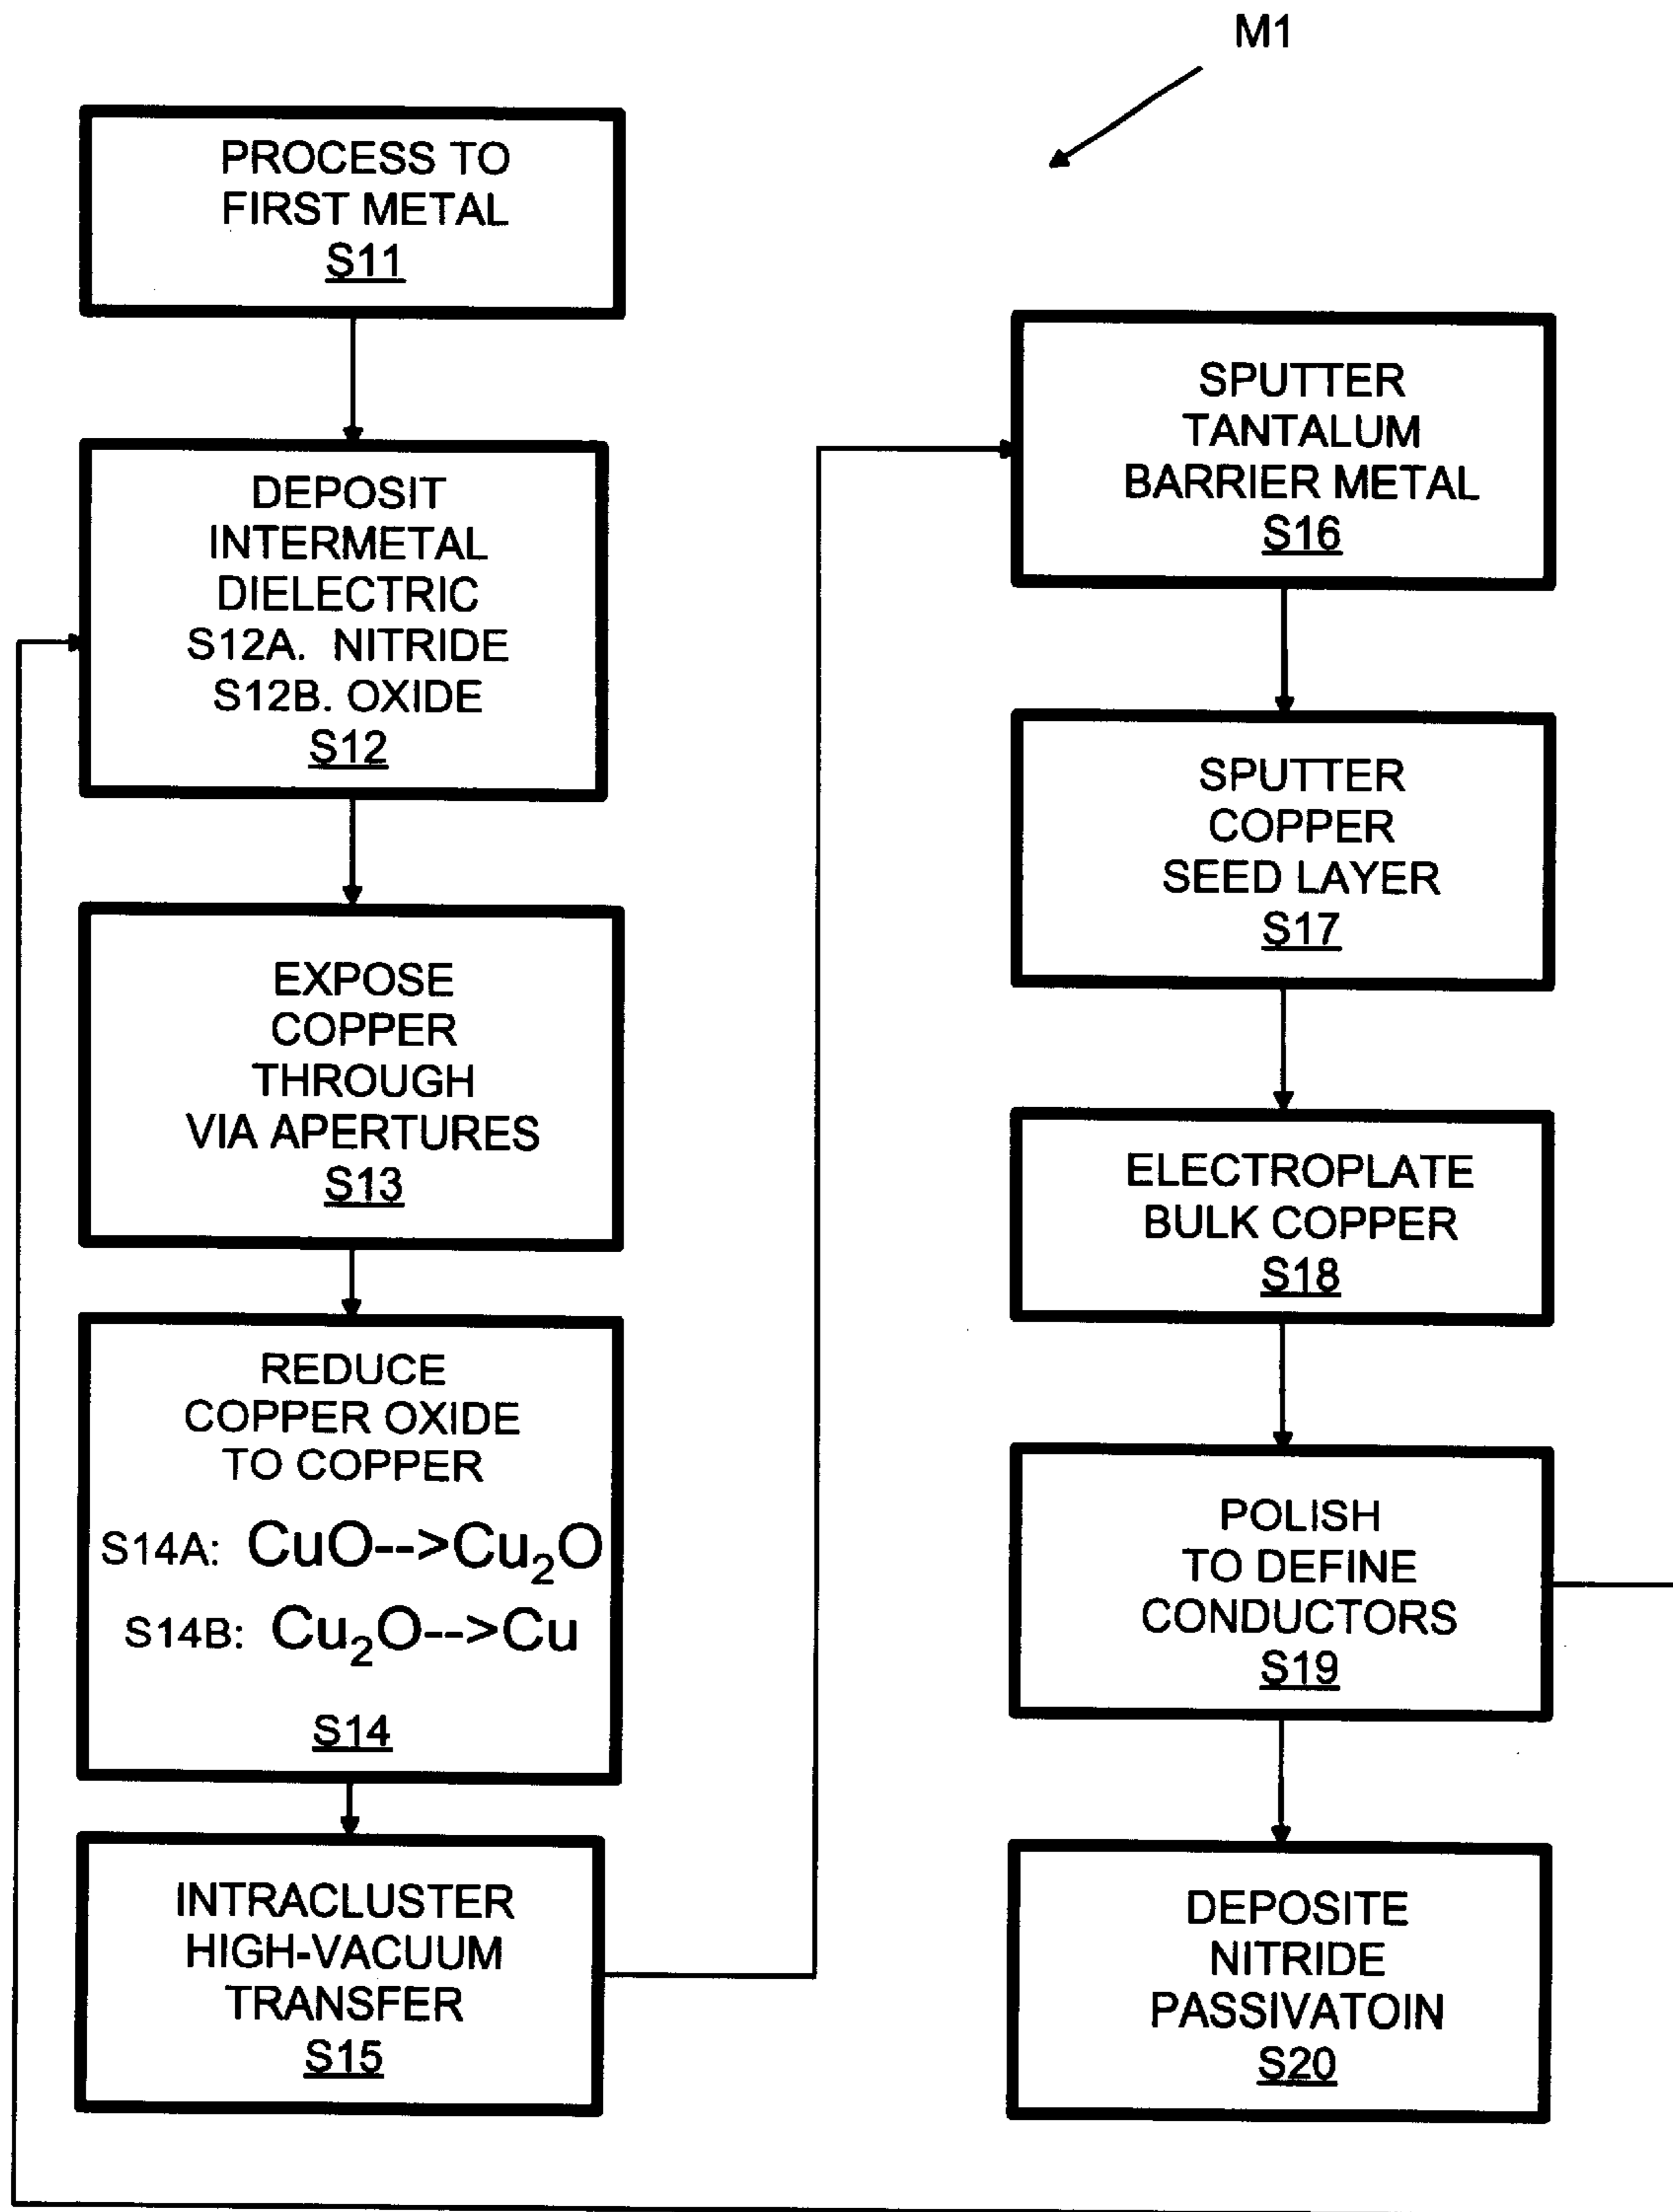 M1
PROCESS TO
FIRST METAL
S11
DEPOSIT
INTERMETAL
DIELECTRIC
S12A. NITRIDE
S12B. OXIDE
S12
EXPOSE
COPPER
THROUGH
VIA APERTURES
S13
REDUCE
COPPER OXIDE
TO COPPER
S14A: CuO-->Cu₂O
S14B: Cu₂O-->Cu
S14
INTRACLUSTER
HIGH-VACUUM
TRANSFER
S15
SPUTTER
TANTALUM
BARRIER METAL
S16
SPUTTER
COPPER
SEED LAYER
S17
ELECTROPLATE
BULK COPPER
S18
POLISH
TO DEFINE
CONDUCTORS
S19
DEPOSITE
NITRIDE
PASSIVATOIN
S20